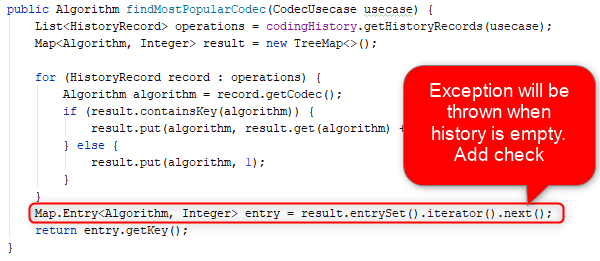 public Algorithm findMostPopularCodec(CodecUsecase usecase) {
List<HistoryRecord> operations = codingHistory.getHistoryRecords(usecase);
Map<Algorithm, Integer> result = new TreeMap<>();
for (HistoryRecord record : operations) {
Algorithm algorithm = record.getCodec();
if (result.containsKey(algorithm)) {
result.put(algorithm, result.get(algorithm) +
} else {
result.put(algorithm, 1);
}
}
Map.Entry<Algorithm, Integer> entry = result.entrySet().iterator().next();
return entry.getKey();
}
Exception will be
thrown when
history is empty.
Add check